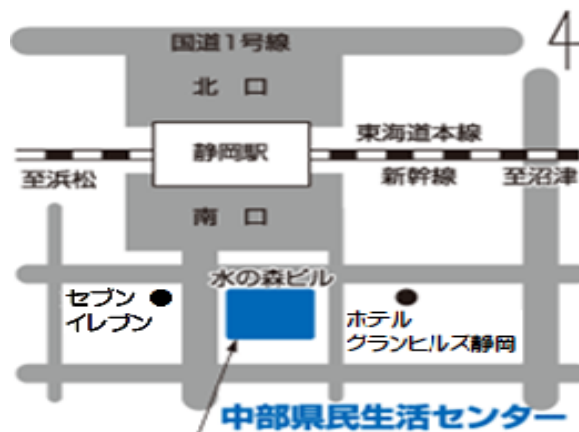 国道1号線
北 口
静岡駅
東海道本線
新幹線
至浜松
至沼津
南 口
水の森ビル
セブン
イレブン
ホテル
グランヒルズ静岡
中部県民生活センター